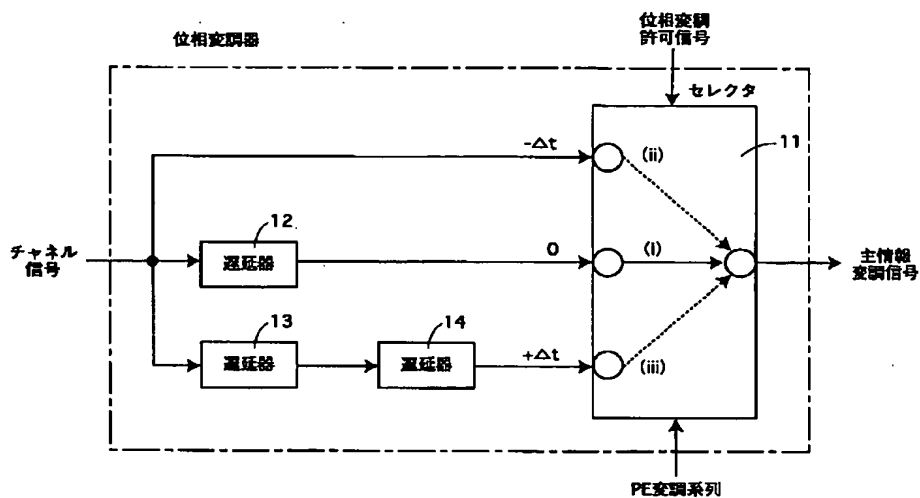 位相変調器
位相変調
許可信号
セレクタ
11
-Δt
(ii)
チャネル
信号
12
遅延器
0
(i)
主情報
変調信号
13
遅延器
14
遅延器
+Δt
(iii)
PE変調系列